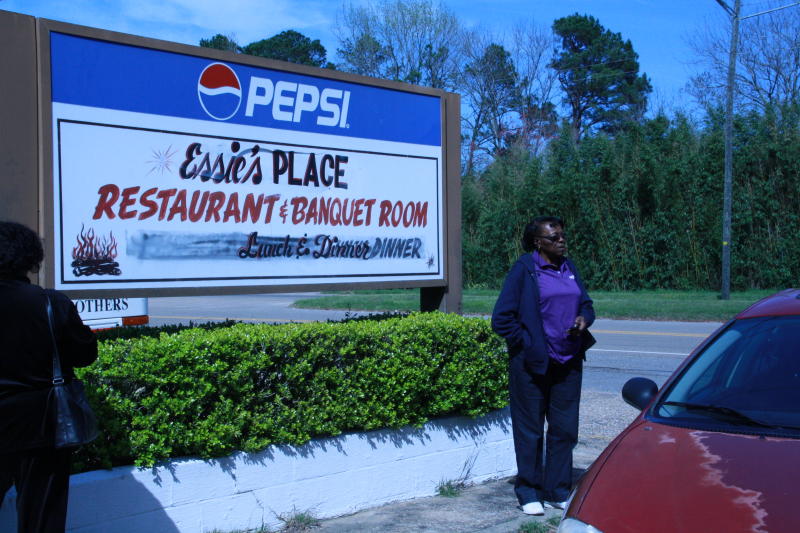 PEPSI
Essie's PLACE
RESTAURANT & BANQUET ROOM
Lunch & Dinner DINNER
OTHERS